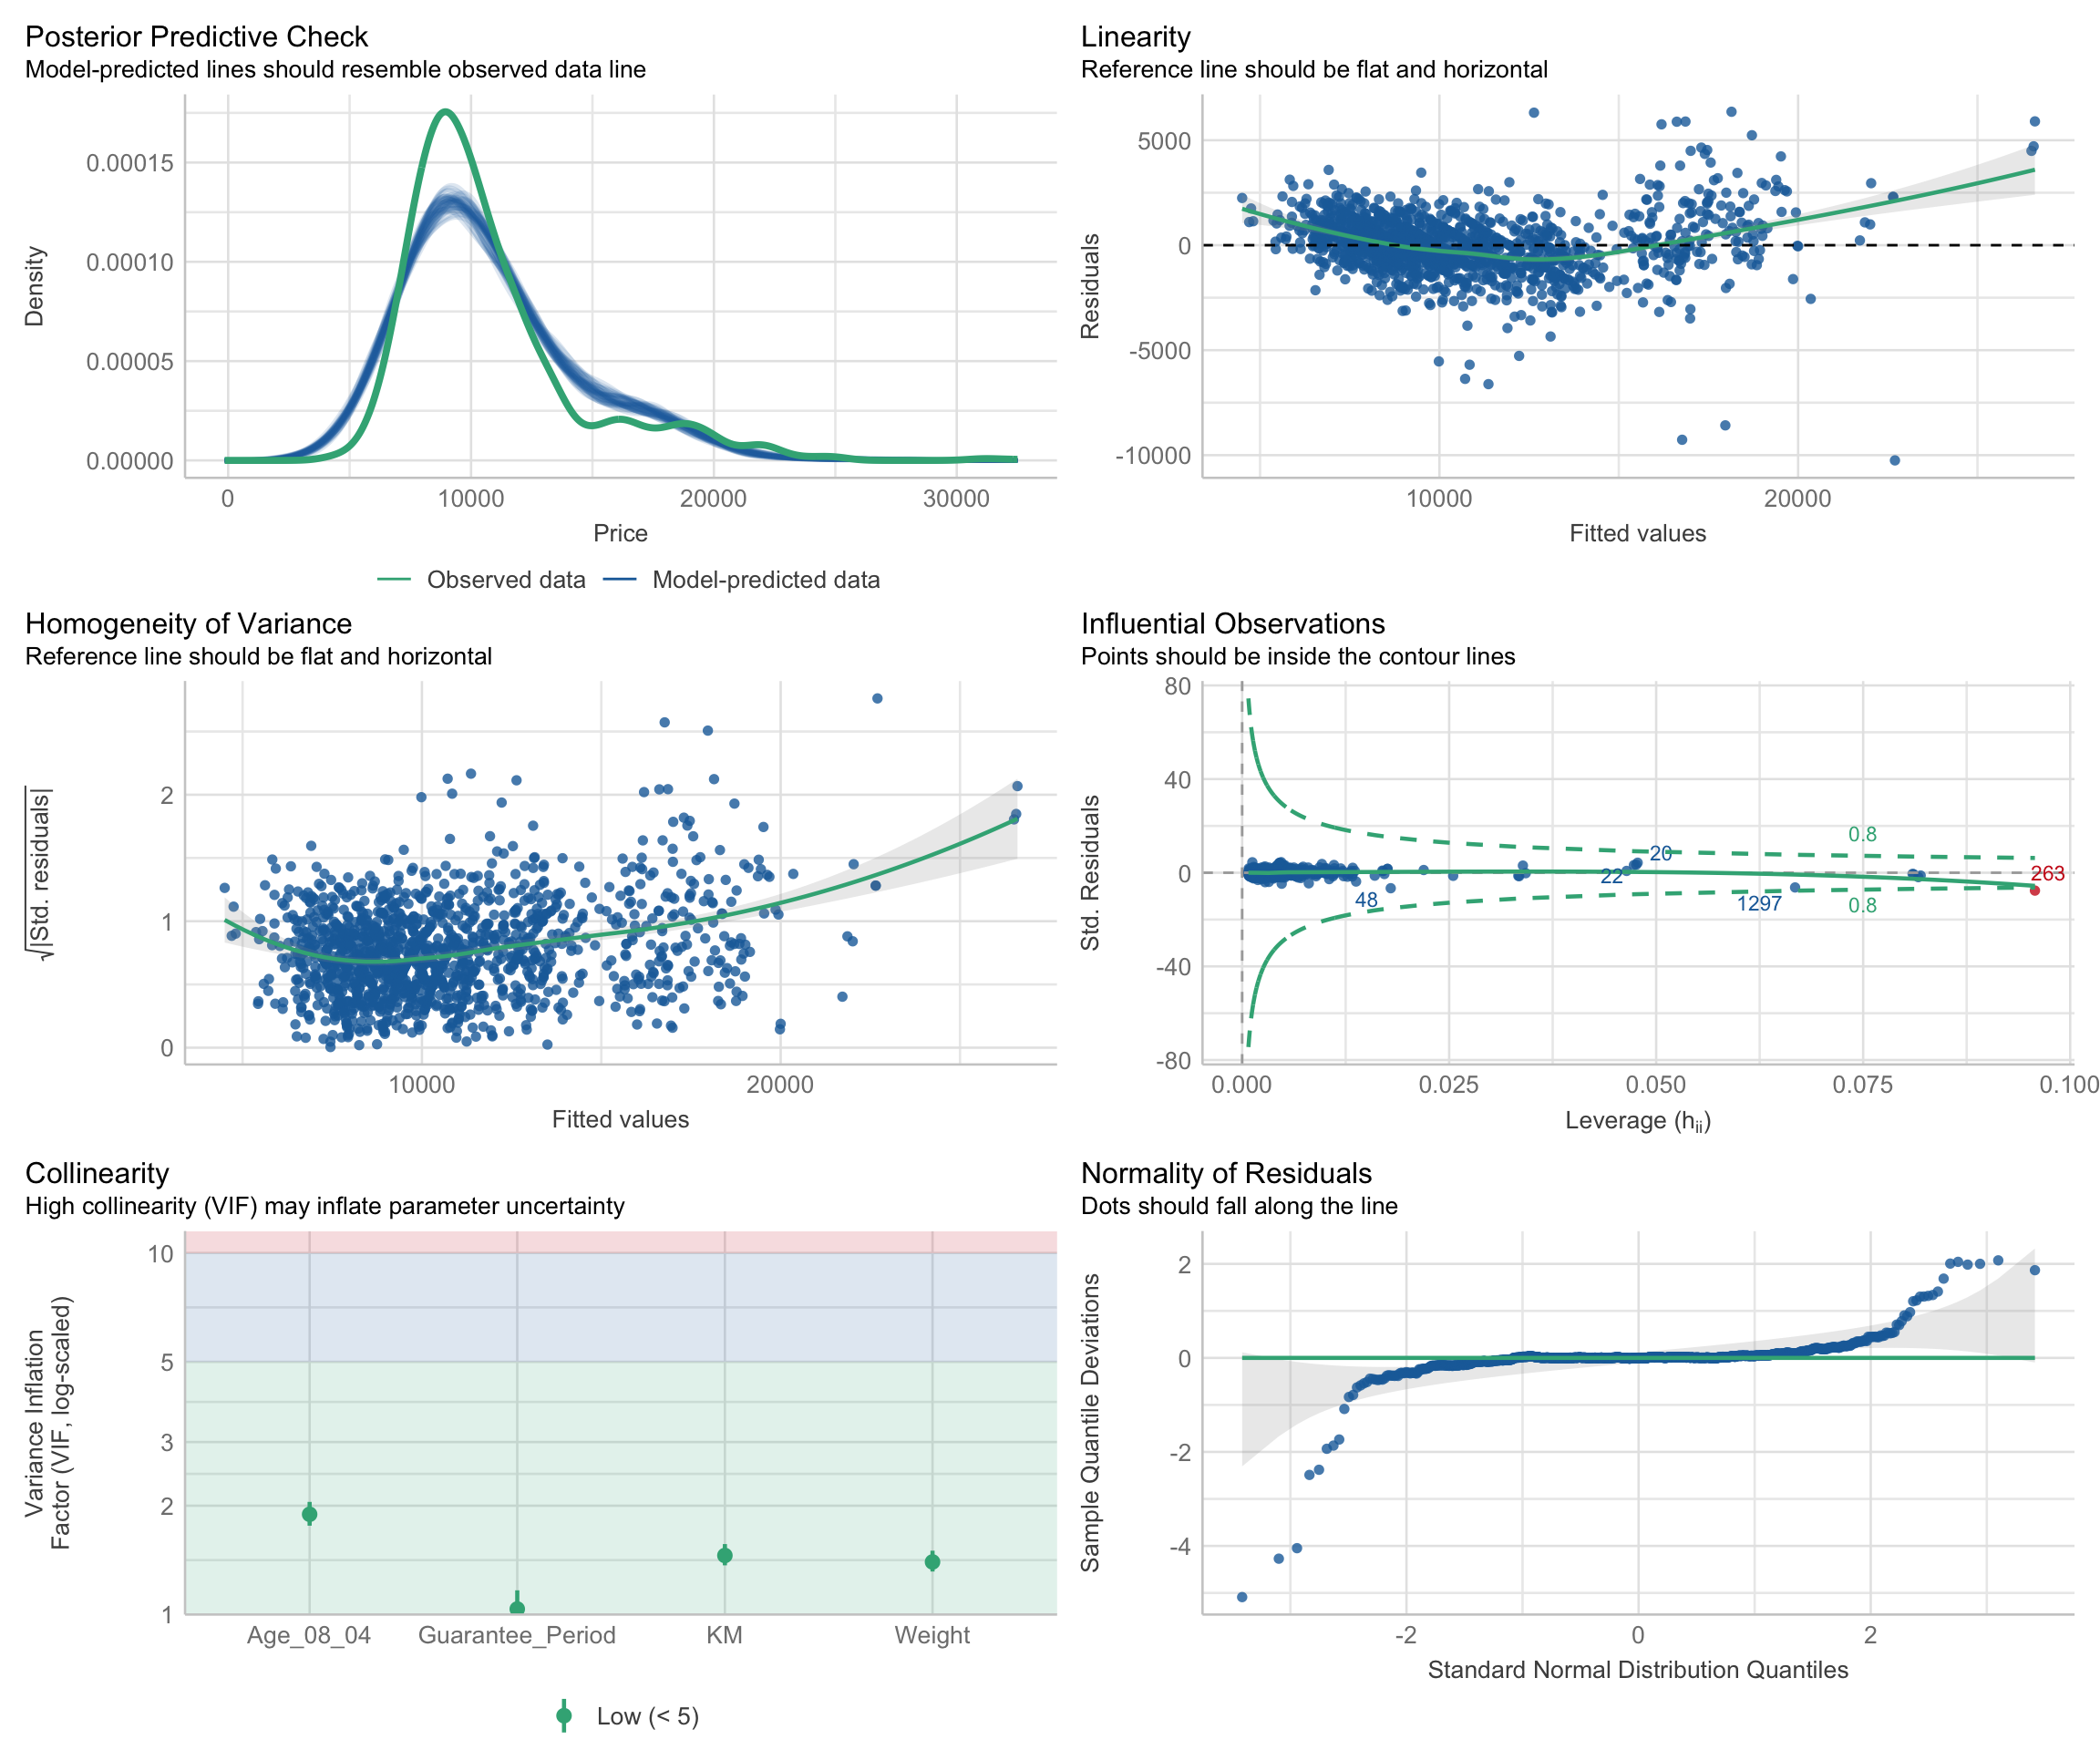 Posterior Predictive Check
Model-predicted lines should resemble observed data line
Density
0.00015
0.00010
0.00005
0.00000
0 10000 20000 30000
Price
Observed data Model-predicted data
Linearity
Reference line should be flat and horizontal
Residuals
5000
0
-5000
-10000
10000 20000
Fitted values
Homogeneity of Variance
Reference line should be flat and horizontal
√|Std. residuals|
2
1
0
10000 20000
Fitted values
Influential Observations
Points should be inside the contour lines
Std. Residuals
80
40
0
-40
-80
0.8
20
263
22
48
1297
0.8
0.000 0.025 0.050 0.075 0.100
Leverage (hii)
Collinearity
High collinearity (VIF) may inflate parameter uncertainty
Variance Inflation
Factor (VIF, log-scaled)
10
5
3
2
1
Age_08_04 Guarantee_Period KM Weight
Low (< 5)
Normality of Residuals
Dots should fall along the line
Sample Quantile Deviations
2
0
-2
-4
-2 0 2
Standard Normal Distribution Quantiles